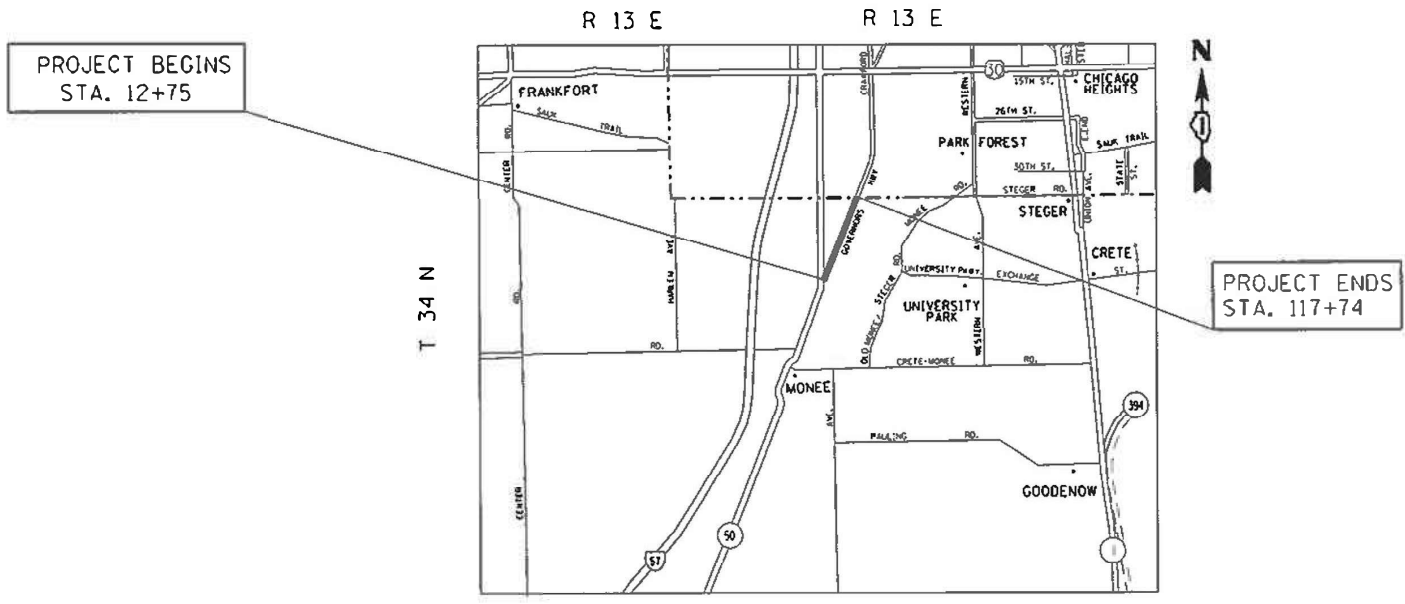 R 13 E
R 13 E
PROJECT BEGINS
STA. 12+75
N
30
15TH ST.
CHICAGO
HEIGHTS
FRANKFORT
SAUK
TRAIL
RD.
CENTER
CRAWFORD
WESTERN
26TH ST.
PARK FOREST
SAUK TRAIL
30TH ST.
STATE
ST.
STEGER RD.
STEGER
UNION AVE.
HWY
GOVERNORS
MONEE
RD.
HARLEM AVE.
T 34 N
RD.
OLD MONEE/ STEGER RD.
UNIVERSITY PKWY.
EXCHANGE
ST.
CRETE
UNIVERSITY
PARK
WESTERN
AVE.
PROJECT ENDS
STA. 117+74
RD.
CRETE-MONEE
RD.
MONEE
AVE.
394
PAULING
RD.
GOODENOW
CENTER
50
57
1